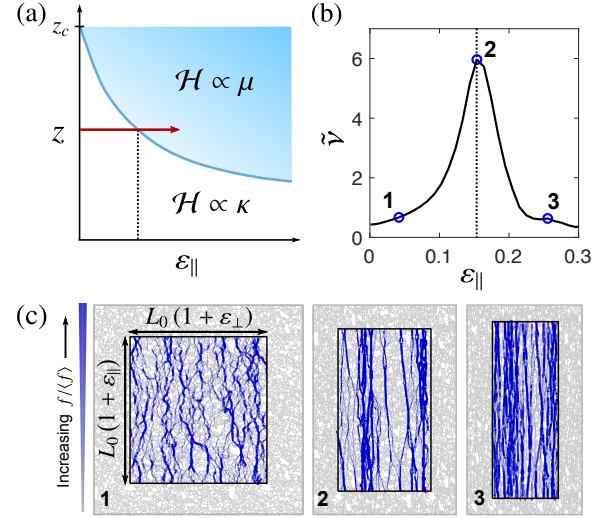 (a)
z_c
ℋ ∝ μ
z
ℋ ∝ κ
ε_∥
(b)
6
4
2
0
ṽ
1
2
3
0
0.1
0.2
0.3
ε_∥
(c)
Increasing f/⟨f⟩
L_0 (1 + ε_⊥)
L_0 (1 + ε_∥)
1
2
3